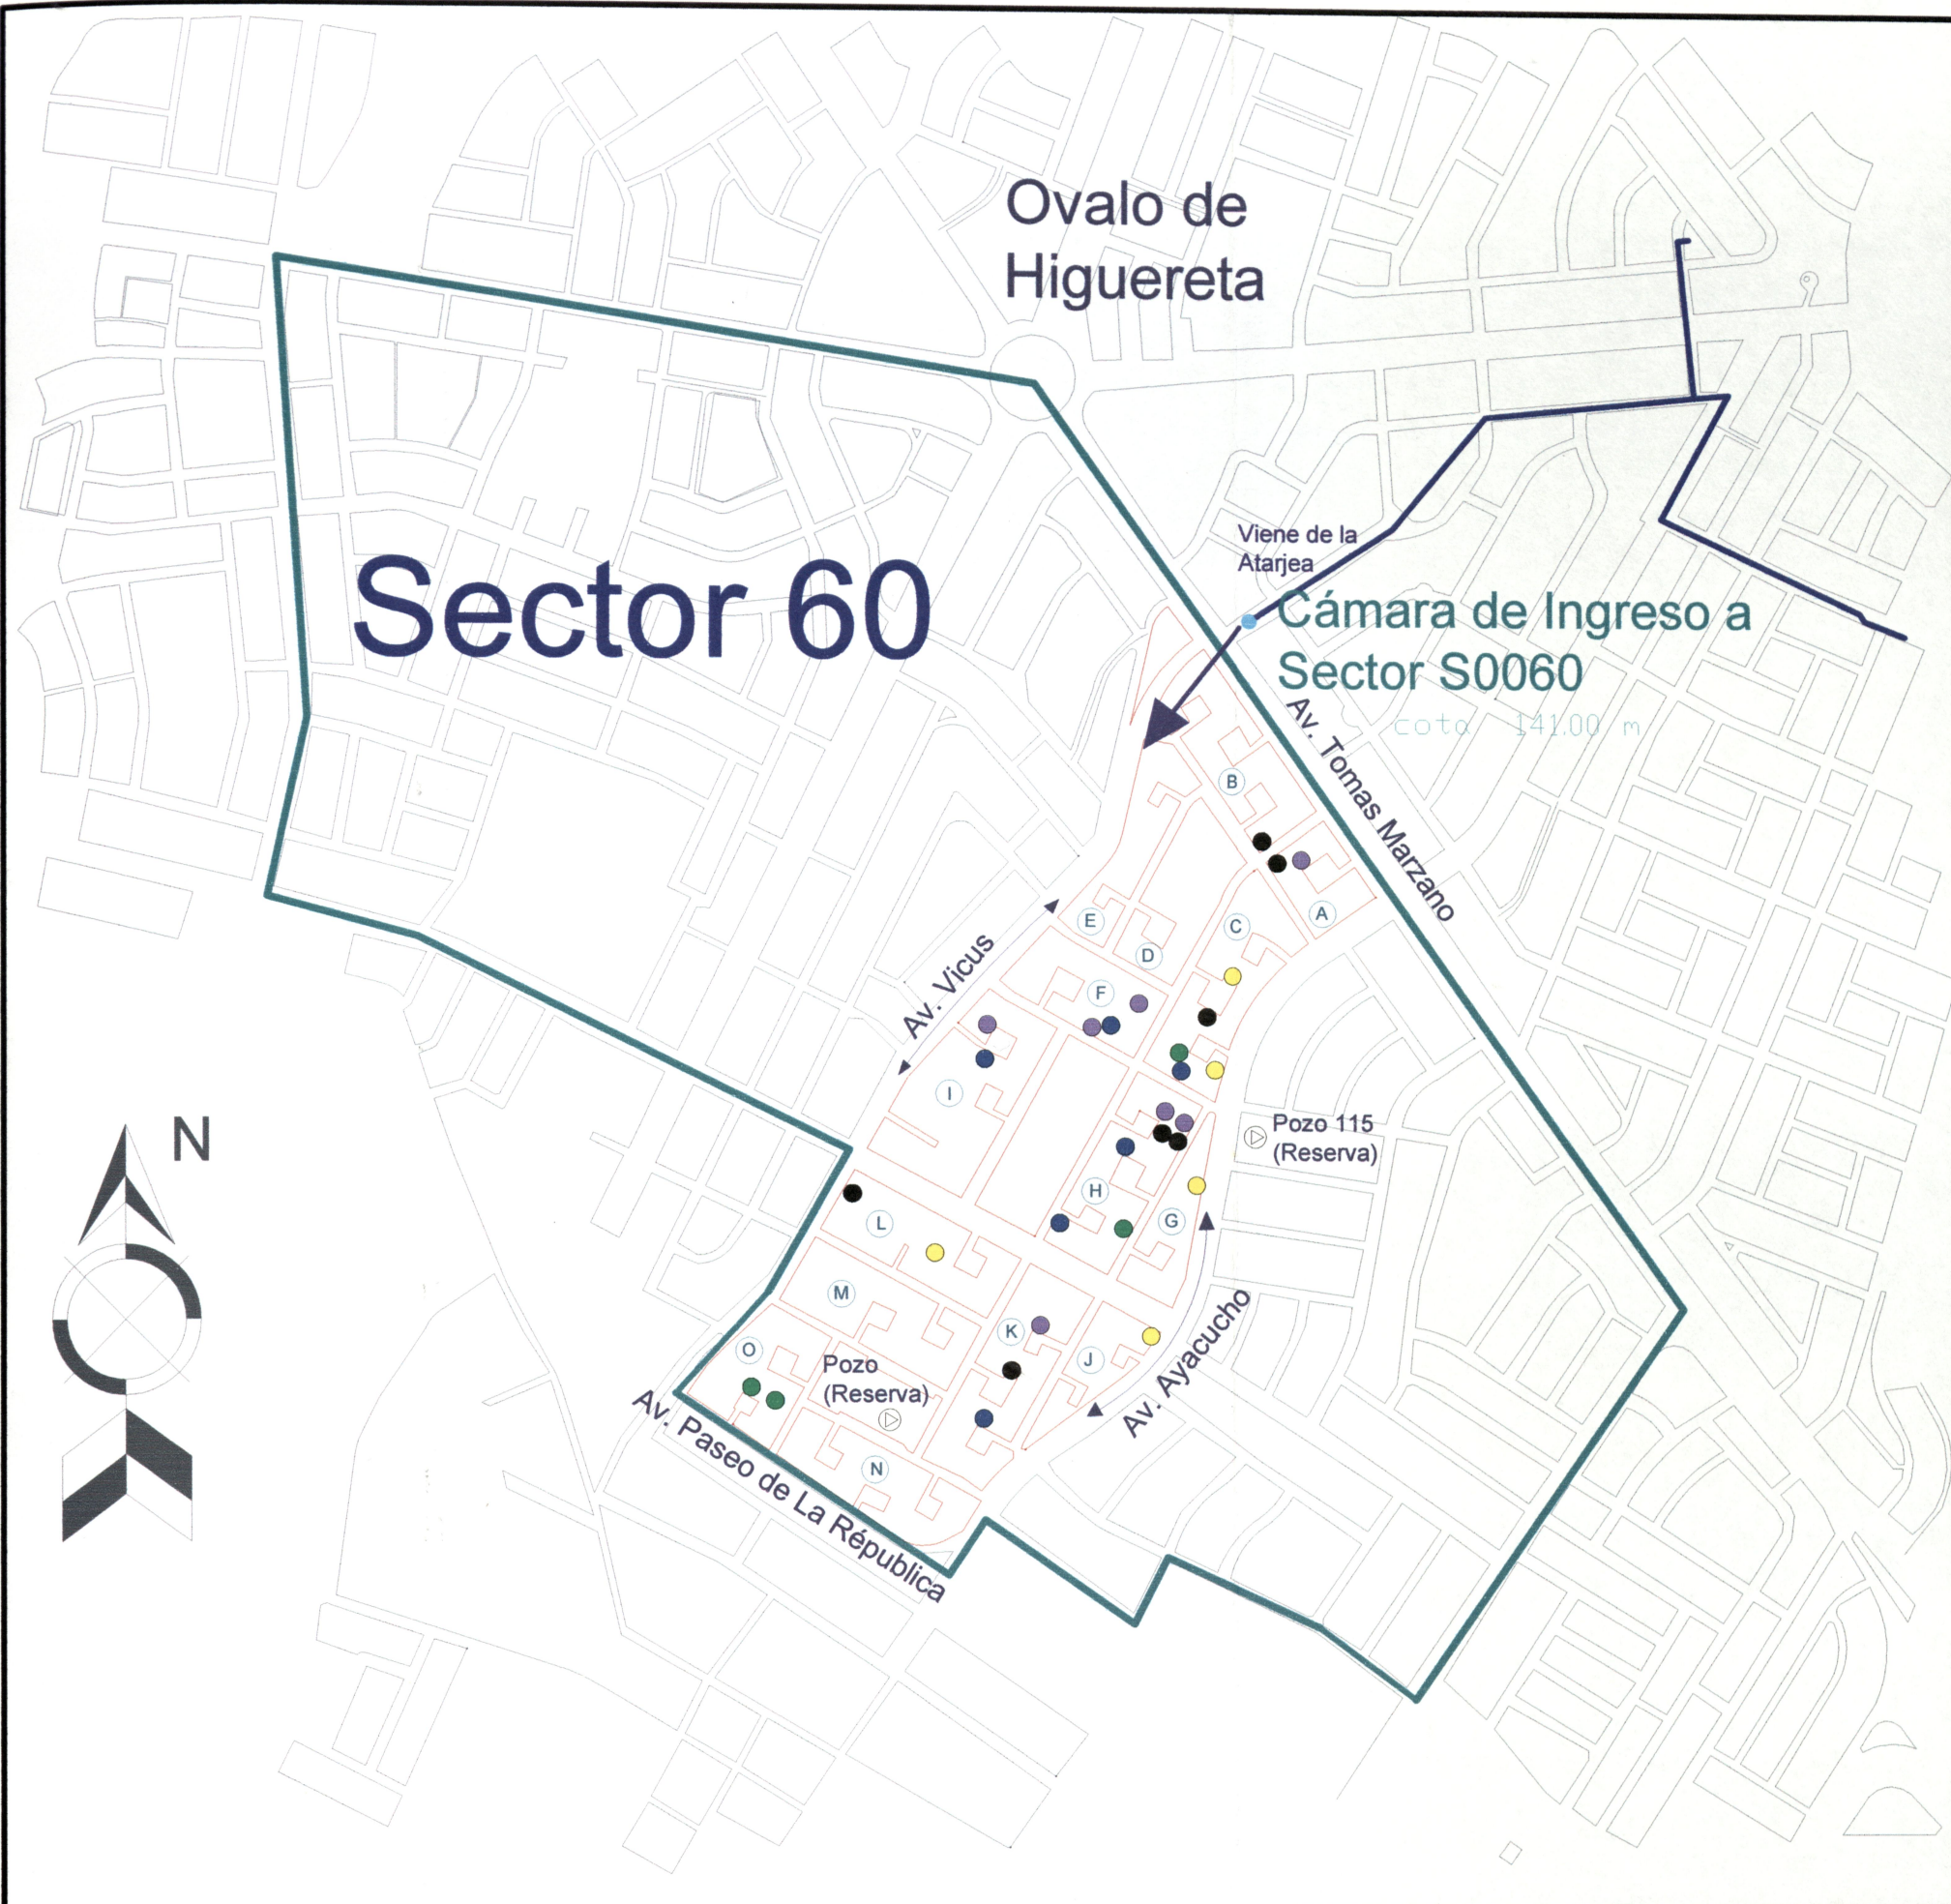 Ovalo de
Higuereta
Sector 60
Viene de la
Atarjea
Cámara de Ingreso a
Sector S0060
cota 141.00 m
Av. Tomas Marzano
B
A
C
E
D
F
Av. Vicus
I
Pozo 115
(Reserva)
H
G
L
M
K
J
O
Pozo
(Reserva)
Av. Ayacucho
N
Av. Paseo de La Républica
N